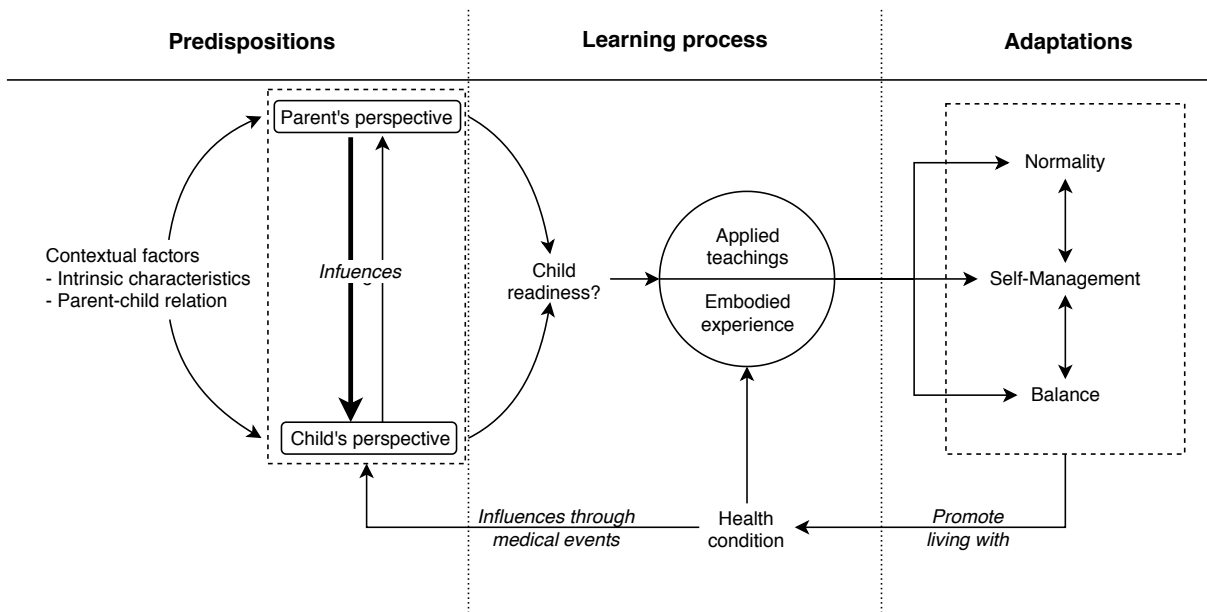 Predispositions
Learning process
Adaptations
Parent's perspective
Contextual factors
- Intrinsic characteristics
- Parent-child relation
Infuences
Child's perspective
Child
readiness?
Applied
teachings
Embodied
experience
Normality
Self-Management
Balance
Influences through
medical events
Health
condition
Promote
living with